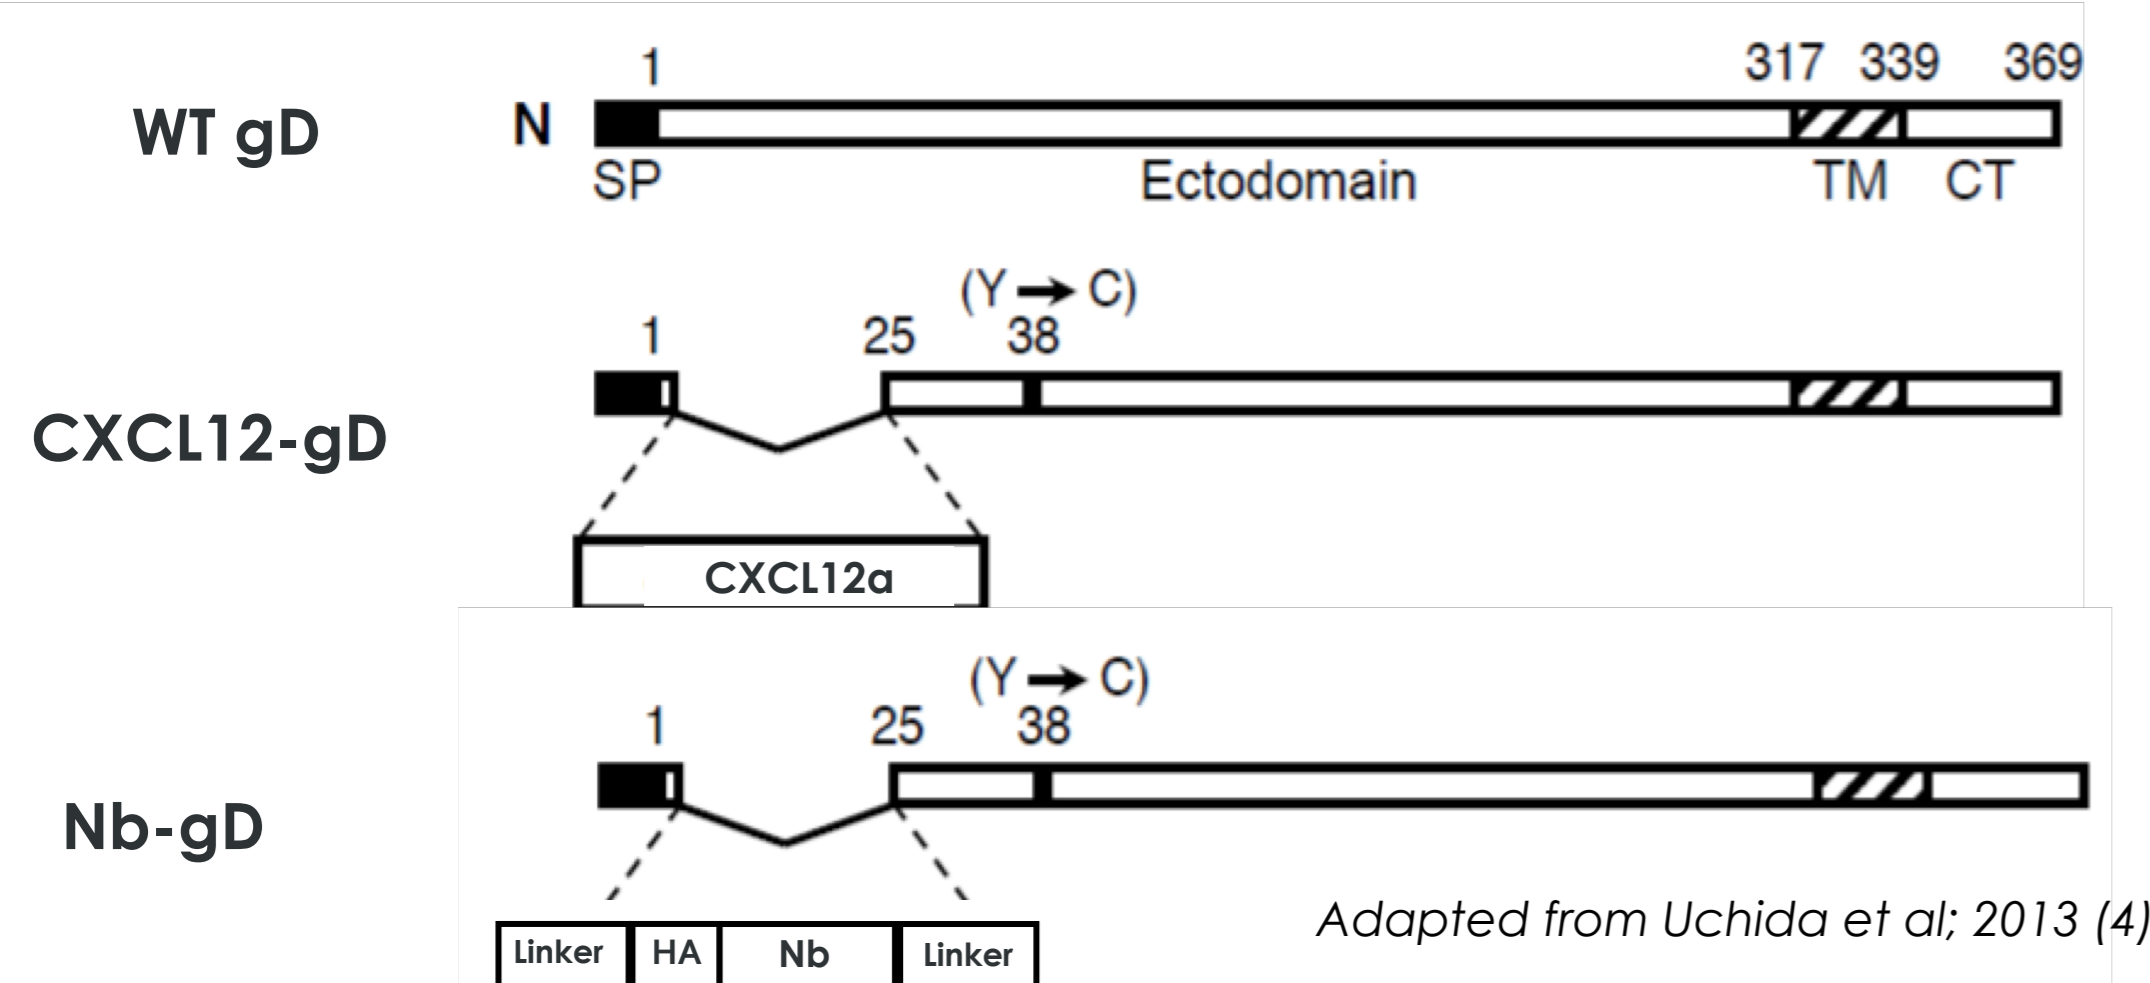 1 317 339 369
WT gD N
SP Ectodomain TM CT
(Y → C)
1 25 38
CXCL12-gD
CXCL12a
(Y → C)
1 25 38
Nb-gD
Adapted from Uchida et al; 2013 (4)
Linker HA Nb Linker